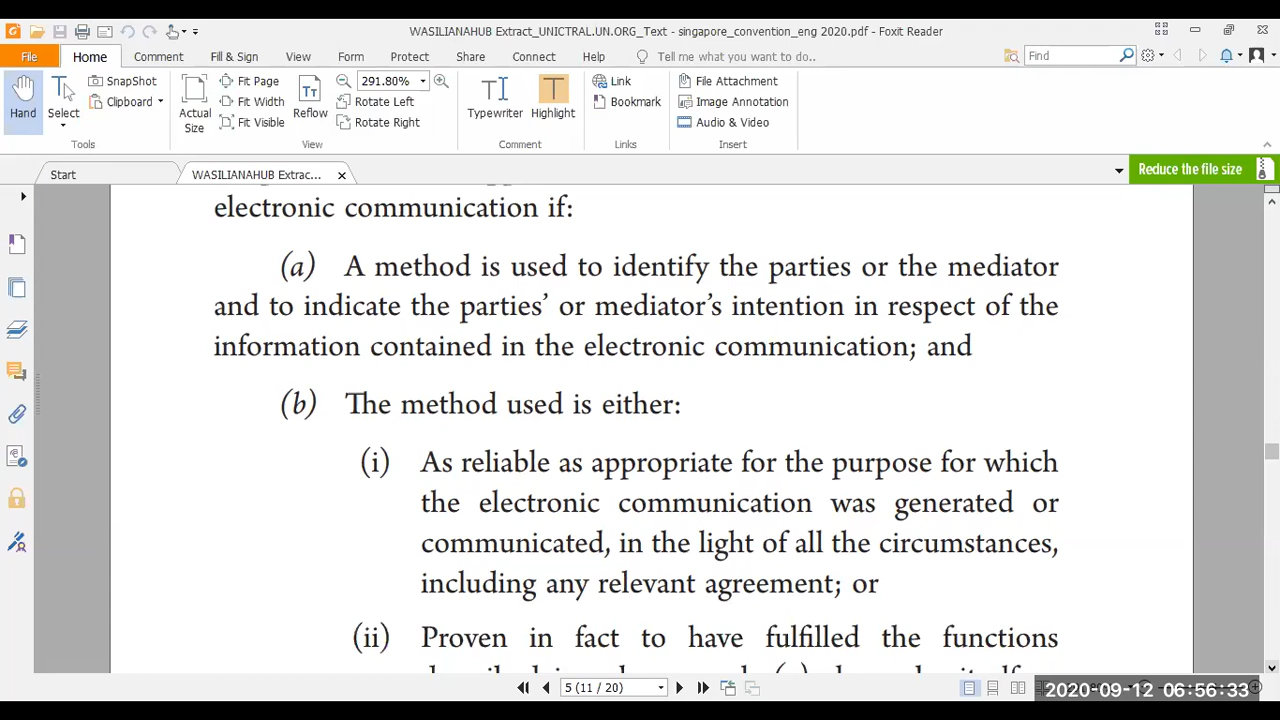 WASILIANAHUB Extract_UNICTRAL.UN.ORG_Text - singapore_convention_eng 2020.pdf - Foxit Reader
File Home Comment Fill & Sign View Form Protect Share Connect Help Tell me what you want to do.. Find
Hand
Select
SnapShot
Clipboard
Tools
Actual Size
Fit Page
Fit Width
Fit Visible
Reflow
291.80%
Rotate Left
Rotate Right
View
Typewriter
Highlight
Comment
Link
Bookmark
Links
File Attachment
Image Annotation
Audio & Video
Insert
Start
WASILIANAHUB Extrac...
Reduce the file size
electronic communication if:
(a) A method is used to identify the parties or the mediator
and to indicate the parties’ or mediator’s intention in respect of the
information contained in the electronic communication; and
(b) The method used is either:
(i) As reliable as appropriate for the purpose for which
the electronic communication was generated or
communicated, in the light of all the circumstances,
including any relevant agreement; or
(ii) Proven in fact to have fulfilled the functions
5 (11 / 20)
2020-09-12 06:56:33